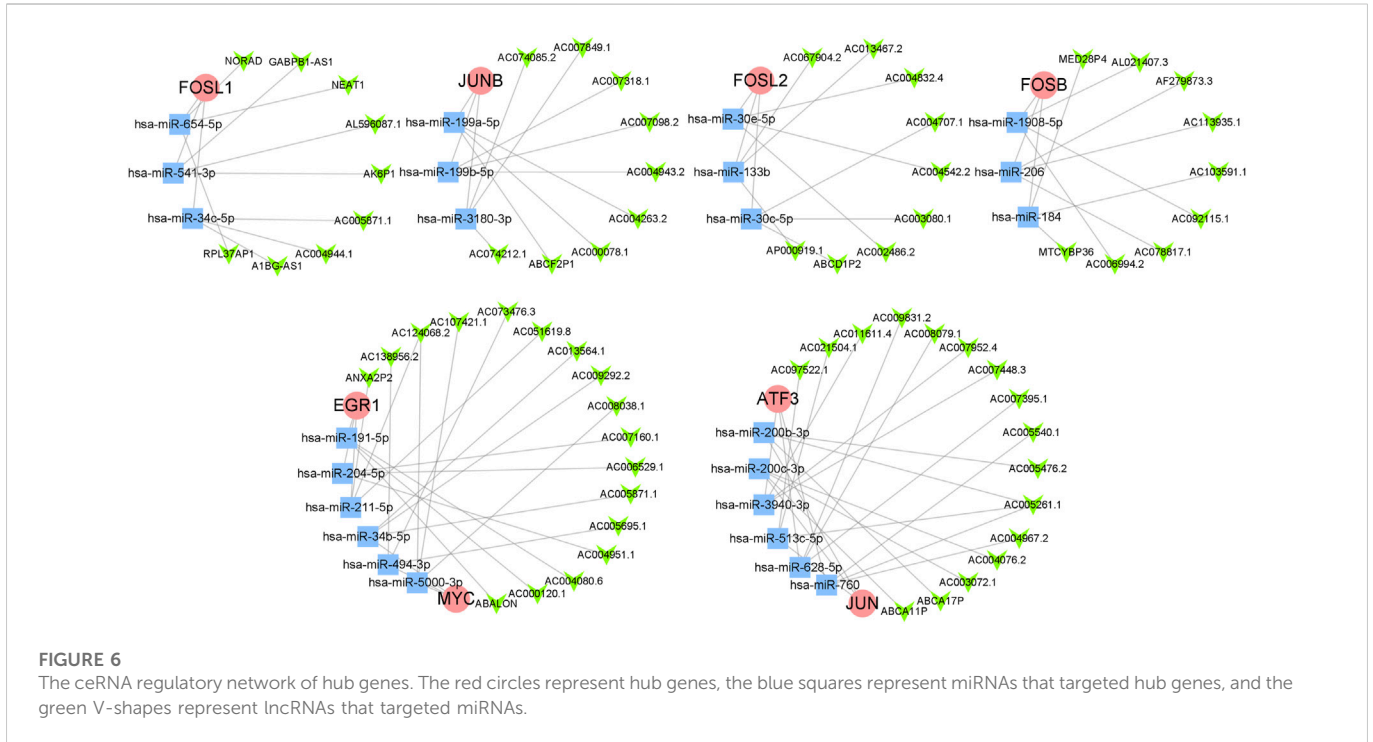 NORAD
GABPB1-AS1
NEAT1
FOSL1
hsa-miR-654-5p
AL596087.1
hsa-miR-541-3p
AK6P1
hsa-miR-34c-5p
AC005871.1
RPL37AP1
A1BG-AS1
AC004944.1
AC074085.2
AC007849.1
JUNB
AC007318.1
hsa-miR-199a-5p
AC007098.2
hsa-miR-199b-5p
AC004943.2
hsa-miR-3180-3p
AC004263.2
AC074212.1
ABCF2P1
AC000078.1
AC067904.2
AC013467.2
FOSL2
AC004832.4
hsa-miR-30e-5p
AC004707.1
hsa-miR-133b
AC004542.2
hsa-miR-30c-5p
AC003080.1
AP000919.1
ABCD1P2
AC002486.2
MED28P4
AL021407.3
FOSB
AF279873.3
hsa-miR-1908-5p
AC113935.1
hsa-miR-206
AC103591.1
hsa-miR-184
AC092115.1
MTCYBP36
AC006994.2
AC078817.1
AC073476.3
AC107421.1
AC124068.2
AC051619.8
AC138956.2
AC013564.1
ANXA2P2
AC009292.2
EGR1
AC008038.1
hsa-miR-191-5p
AC007160.1
hsa-miR-204-5p
AC006529.1
hsa-miR-211-5p
AC005871.1
hsa-miR-34b-5p
AC005695.1
hsa-miR-494-3p
AC004951.1
hsa-miR-5000-3p
AC004080.6
MYC
ABALON
AC000120.1
AC009831.2
AC011611.4
AC008079.1
AC021504.1
AC007952.4
AC097522.1
AC007448.3
ATF3
AC007395.1
hsa-miR-200b-3p
AC005540.1
hsa-miR-200c-3p
AC005476.2
hsa-miR-3940-3p
AC005261.1
hsa-miR-513c-5p
AC004967.2
hsa-miR-628-5p
AC004076.2
hsa-miR-760
AC003072.1
JUN
ABCA11P
ABCA17P
FIGURE 6
The ceRNA regulatory network of hub genes. The red circles represent hub genes, the blue squares represent miRNAs that targeted hub genes, and the
green V-shapes represent lncRNAs that targeted miRNAs.